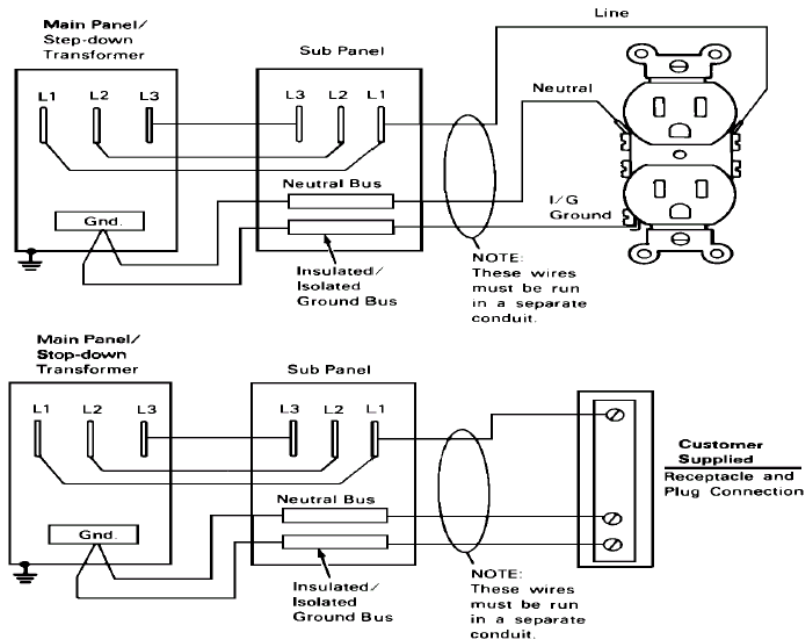 Main Panel/
Step-down
Transformer
Sub Panel
Line
L1
L2
L3
L3
L2
L1
Neutral
Neutral Bus
Gnd.
I/G
Ground
Insulated/
Isolated
Ground Bus
NOTE:
These wires
must be run
in a separate
conduit.
Main Panel/
Stop-down
Transformer
Sub Panel
L1
L2
L3
L3
L2
L1
Customer
Supplied
Receptacle and
Plug Connection
Neutral Bus
Gnd.
Insulated/
Isolated
Ground Bus
NOTE:
These wires
must be run
in a separate
conduit.